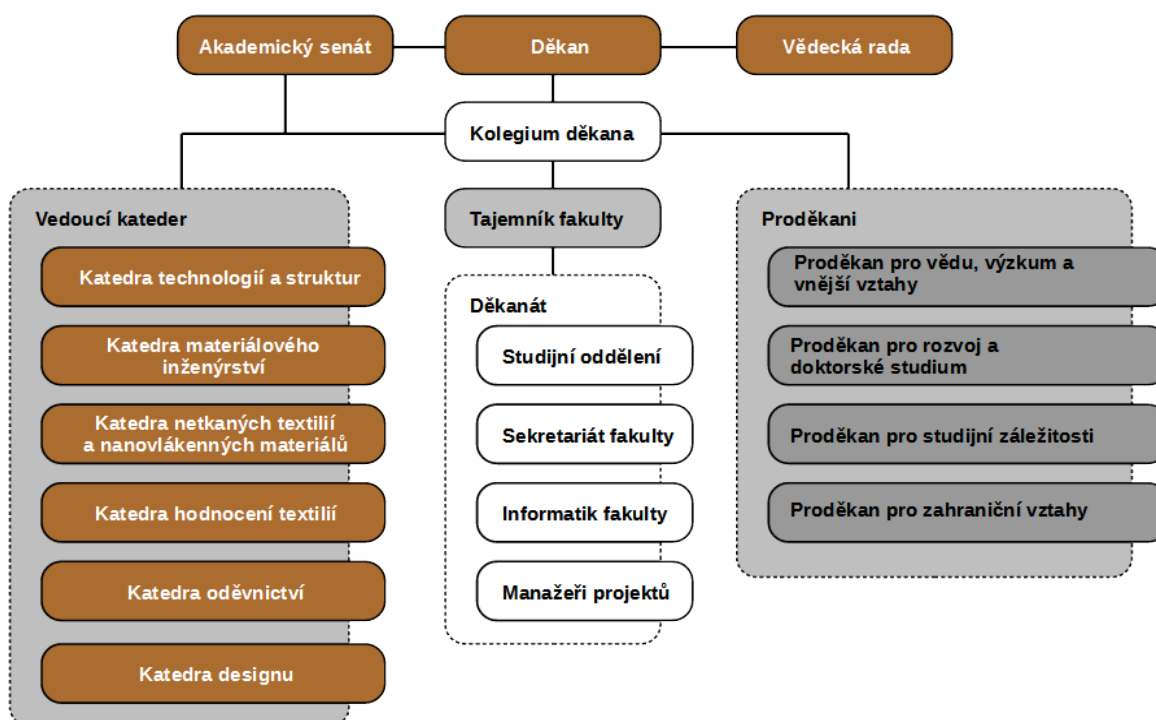 Akademický senát
Děkan
Vědecká rada
Kolegium děkana
Vedoucí kateder
Katedra technologií a struktur
Katedra materiálového
inženýrství
Katedra netkaných textilií
a nanovlákenných materiálů
Katedra hodnocení textilií
Katedra oděvnictví
Katedra designu
Tajemník fakulty
Děkanát
Studijní oddělení
Sekretariát fakulty
Informatik fakulty
Manažeři projektů
Proděkani
Proděkan pro vědu, výzkum a
vnější vztahy
Proděkan pro rozvoj a
doktorské studium
Proděkan pro studijní záležitosti
Proděkan pro zahraniční vztahy